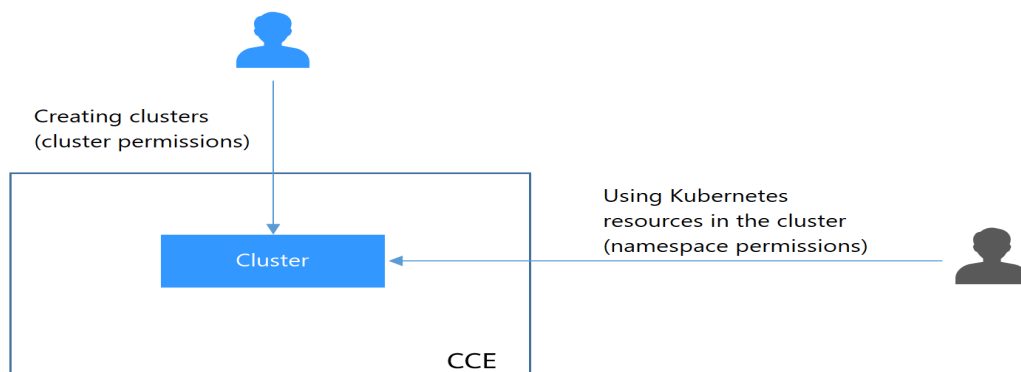 Creating clusters
(cluster permissions)
Using Kubernetes
resources in the cluster
(namespace permissions)
Cluster
CCE